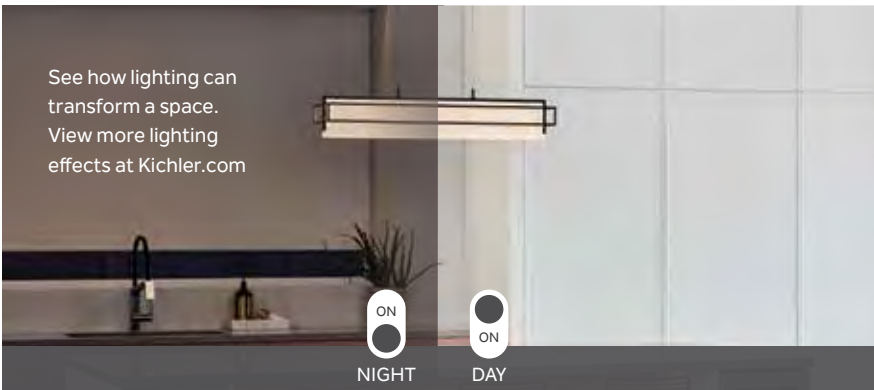 See how lighting can
transform a space.
View more lighting
effects at Kichler.com
ON
ON
NIGHT
DAY